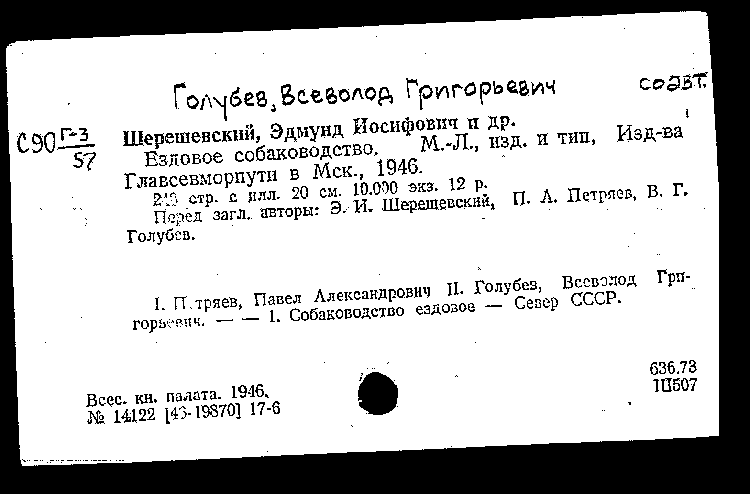 Голубев, Всеволод Григорьевич соавт.
С90 Г-3/57
Шерешевский, Эдмунд Иосифович и др.
Ездовое собаководство. М.-Л., изд. и тип, Изд-ва
Главсевморпути в Мск., 1946.
стр. с илл. 20 см. 10.000 экз. 12 р.
Перед загл. авторы: Э. И. Шерешевский, П. А. Петряев, В. Г.
Голубев.
I. Петряев, Павел Александрович II. Голубев, Всеволод Гри-
горьевич. — — 1. Собаководство ездовое — Север СССР.
636.73
Всес. кн. палата. 1946.
Ш507
№ 14122 [46-19870] 17-6